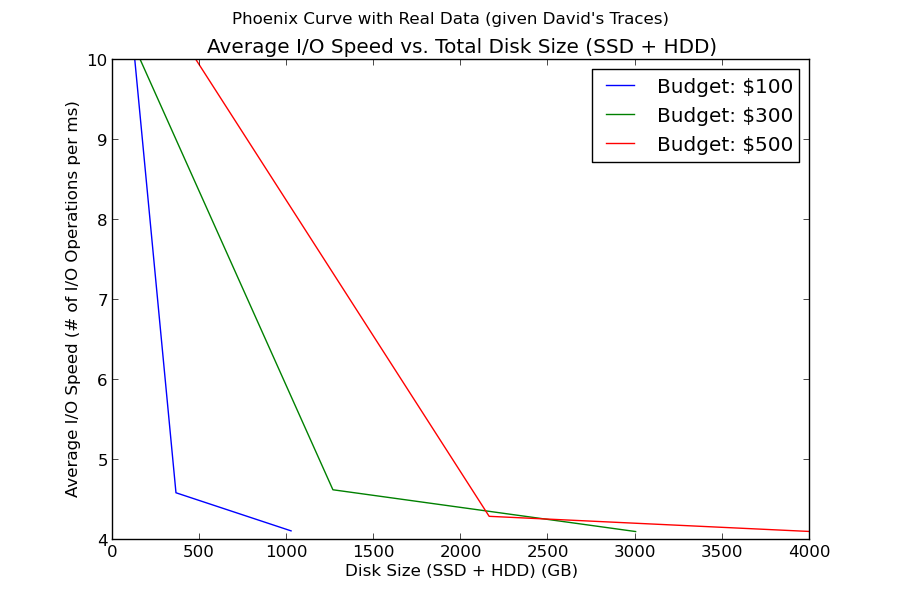 Phoenix Curve with Real Data (given David's Traces)
Average I/O Speed vs. Total Disk Size (SSD + HDD)
Average I/O Speed (# of I/O Operations per ms)
10
9
8
7
6
5
4
Budget: $100
Budget: $300
Budget: $500
0 500 1000 1500 2000 2500 3000 3500 4000
Disk Size (SSD + HDD) (GB)